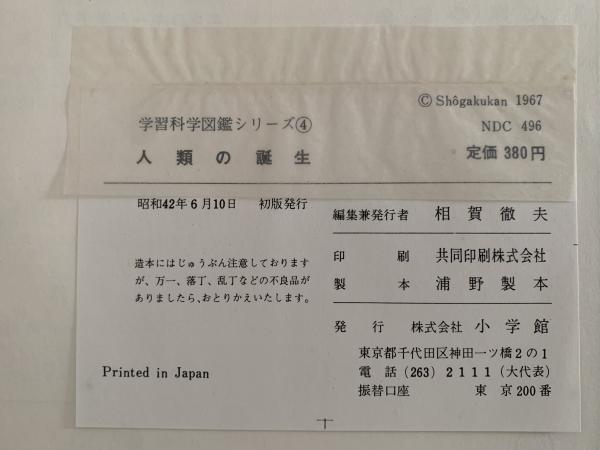 © Shôgakukan 1967
学習科学図鑑シリーズ④
NDC 496
人類の誕生
定価 380円
昭和42年6月10日 初版発行
編集兼発行者 相賀徹夫
印刷 共同印刷株式会社
製本 浦野製本
造本にはじゅうぶん注意しております
が、万一、落丁、乱丁などの不良品が
ありましたら、おとりかえいたします。
発行 株式会社 小学館
東京都千代田区神田一ツ橋2の1
電話 (263) 2111 (大代表)
振替口座 東京200番
Printed in Japan